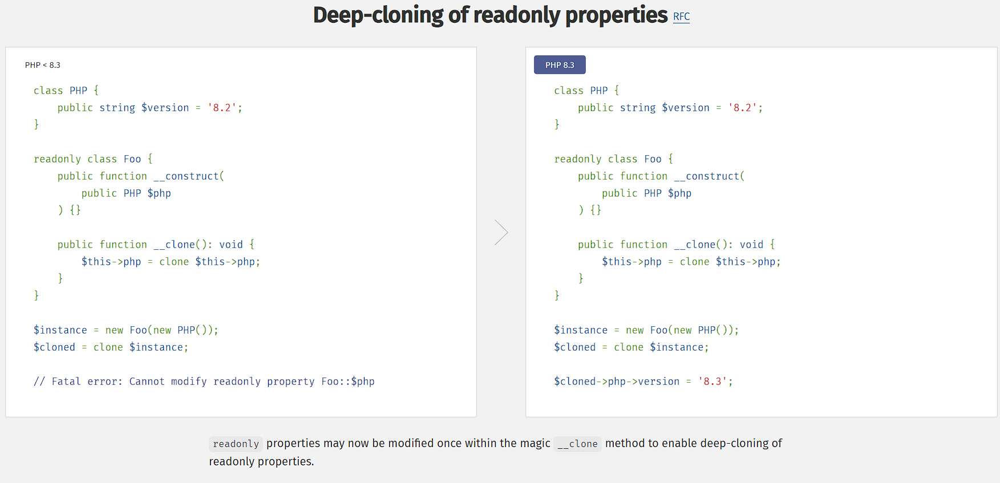 Deep-cloning of readonly properties RFC
PHP < 8.3
class PHP {
    public string $version = '8.2';
}
readonly class Foo {
    public function __construct(
        public PHP $php
    ) {}
    public function __clone(): void {
        $this->php = clone $this->php;
    }
}
$instance = new Foo(new PHP());
$cloned = clone $instance;
// Fatal error: Cannot modify readonly property Foo::$php
PHP 8.3
class PHP {
    public string $version = '8.2';
}
readonly class Foo {
    public function __construct(
        public PHP $php
    ) {}
    public function __clone(): void {
        $this->php = clone $this->php;
    }
}
$instance = new Foo(new PHP());
$cloned = clone $instance;
$cloned->php->version = '8.3';
readonly properties may now be modified once within the magic __clone method to enable deep-cloning of
readonly properties.